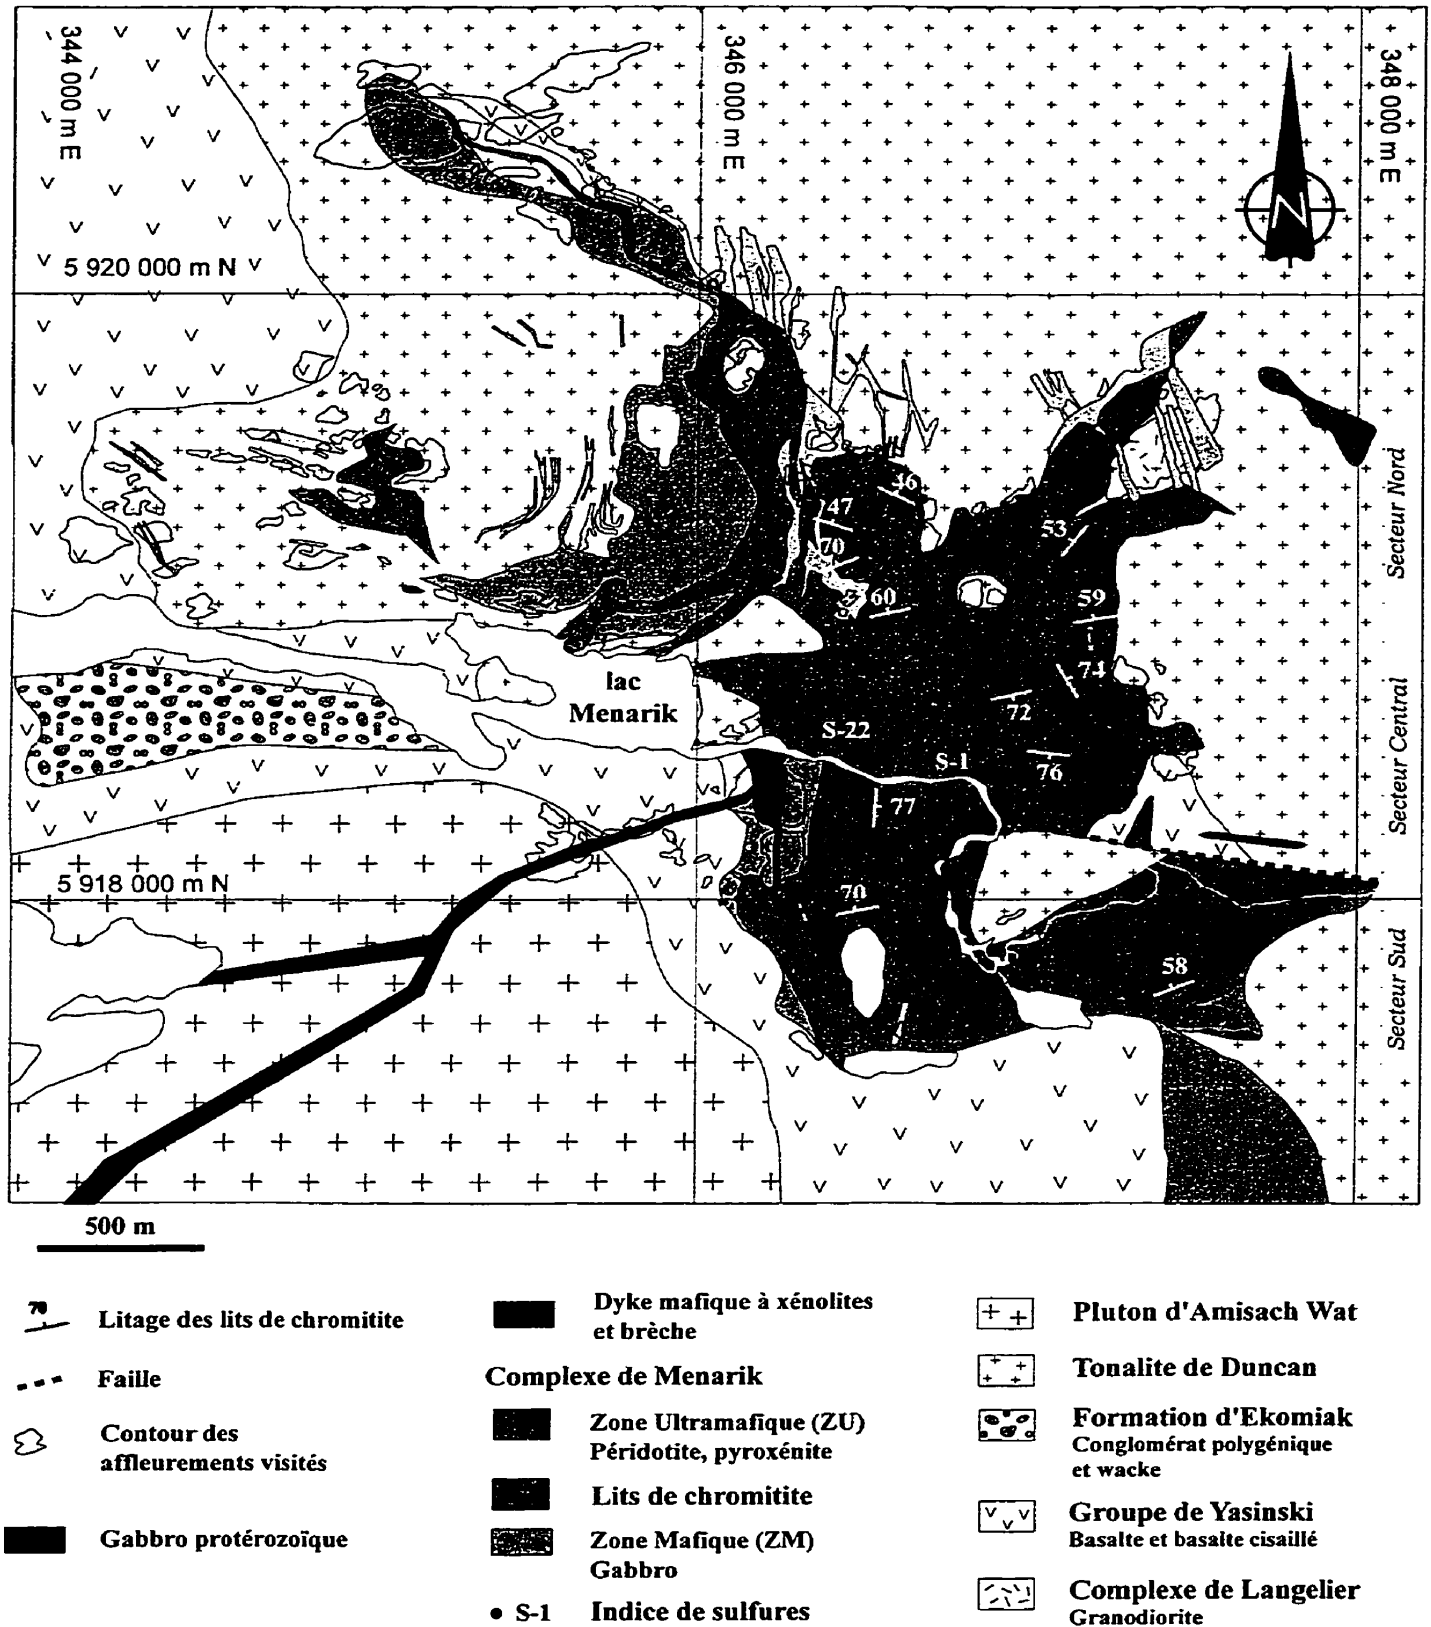 344 000 m E
346 000 m E
348 000 m E
N
5 920 000 m N
Secteur Nord
46
47
70
53
60
59
74
72
lac
Menarik
S-22
S-1
76
77
Secteur Central
5 918 000 m N
70
58
Secteur Sud
500 m
70
Litage des lits de chromitite
Faille
Contour des
affleurements visités
Gabbro protérozoïque
Dyke mafique à xénolites
et brèche
Complexe de Menarik
Zone Ultramafique (ZU)
Péridotite, pyroxénite
Lits de chromitite
Zone Mafique (ZM)
Gabbro
S-1 Indice de sulfures
Pluton d'Amisach Wat
Tonalite de Duncan
Formation d'Ekomiak
Conglomérat polygénique
et wacke
Groupe de Yasinski
Basalte et basalte cisaillé
Complexe de Langelier
Granodiorite